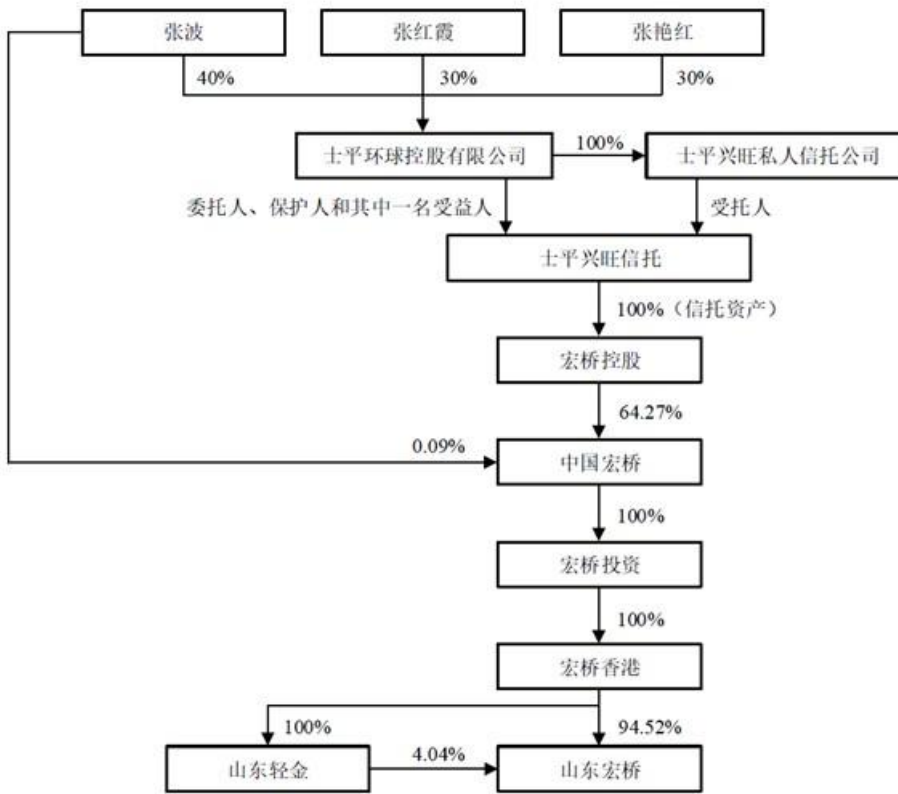 张波
张红霞
张艳红
40%
30%
30%
士平环球控股有限公司
100%
士平兴旺私人信托公司
委托人、保护人和其中一名受益人
受托人
士平兴旺信托
100%（信托资产）
宏桥控股
64.27%
0.09%
中国宏桥
100%
宏桥投资
100%
宏桥香港
100%
94.52%
山东轻金
4.04%
山东宏桥